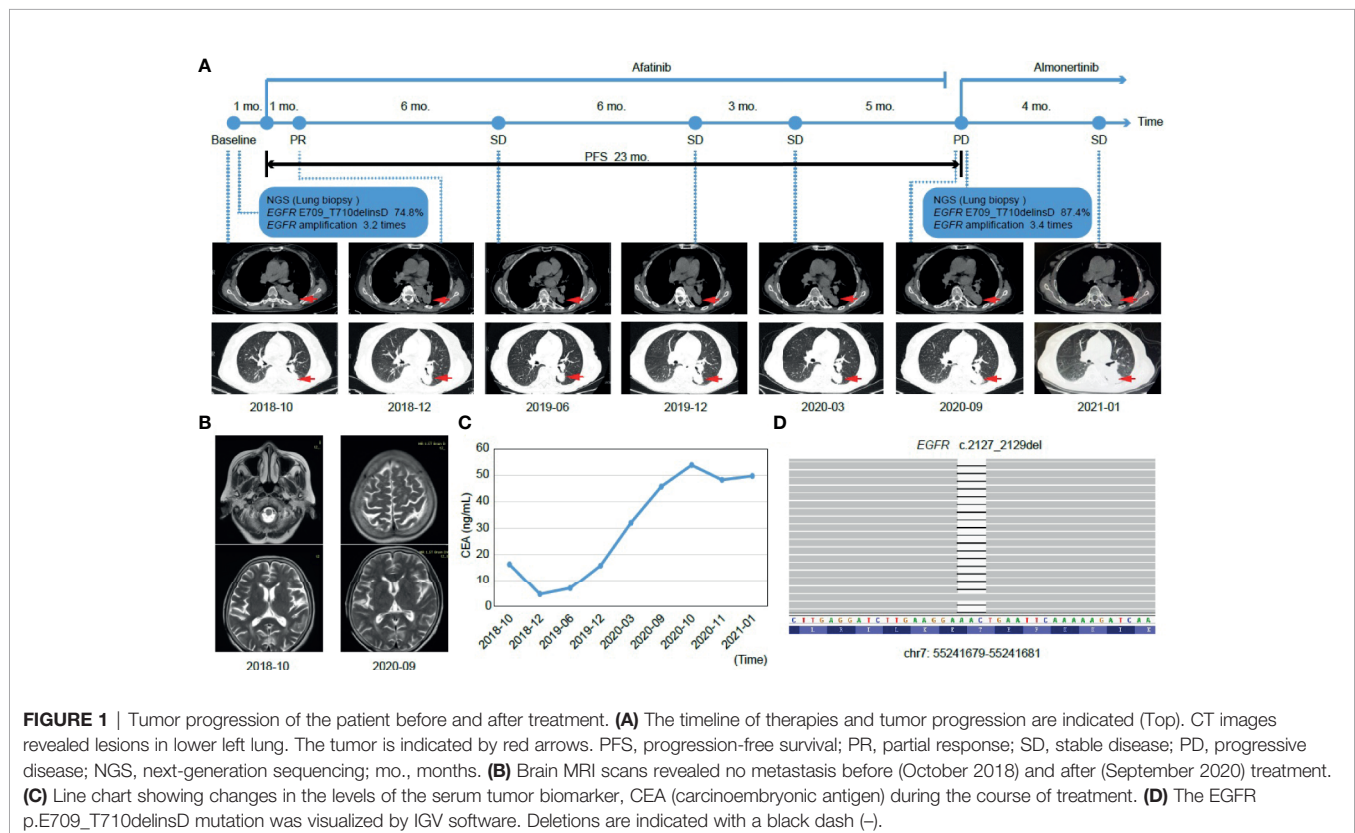 A
Afatinib
Almonertinib
1 mo. 1 mo. 6 mo. 6 mo. 3 mo. 5 mo. 4 mo.
Time
Baseline PR SD SD SD PD SD
PFS 23 mo.
NGS (Lung biopsy )
EGFR E709_T710delinsD 74.8%
EGFR amplification 3.2 times
NGS (Lung biopsy )
EGFR E709_T710delinsD 87.4%
EGFR amplification 3.4 times
2018-10 2018-12 2019-06 2019-12 2020-03 2020-09 2021-01
B
2018-10 2020-09
C
CEA (ng/mL)
60
50
40
30
20
10
0
2018-10 2018-12 2019-06 2019-12 2020-03 2020-09 2020-10 2020-11 2021-01
(Time)
D
EGFR c.2127_2129del
C T T G A G G A T C T T G A A G G A A A C T G A A T T C A A A A A G A T C A A
chr7: 55241679-55241681
FIGURE 1 | Tumor progression of the patient before and after treatment. (A) The timeline of therapies and tumor progression are indicated (Top). CT images
revealed lesions in lower left lung. The tumor is indicated by red arrows. PFS, progression-free survival; PR, partial response; SD, stable disease; PD, progressive
disease; NGS, next-generation sequencing; mo., months. (B) Brain MRI scans revealed no metastasis before (October 2018) and after (September 2020) treatment.
(C) Line chart showing changes in the levels of the serum tumor biomarker, CEA (carcinoembryonic antigen) during the course of treatment. (D) The EGFR
p.E709_T710delinsD mutation was visualized by IGV software. Deletions are indicated with a black dash (–).